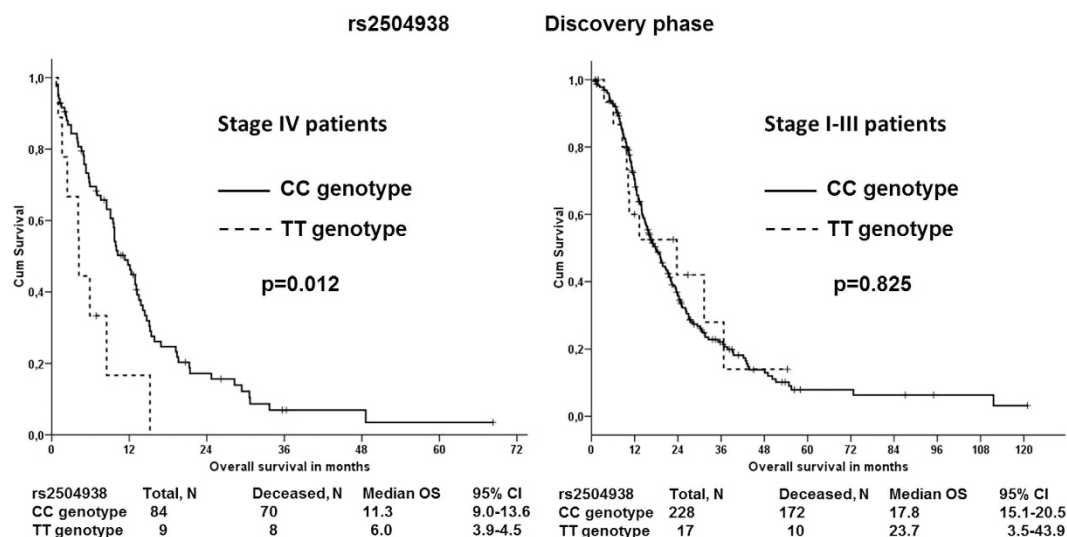 rs2504938 Discovery phase
1,0
0,8
0,6
0,4
0,2
0,0
Cum Survival
Stage IV patients
CC genotype
TT genotype
p=0.012
0 12 24 36 48 60 72
Overall survival in months
rs2504938 Total, N Deceased, N Median OS 95% CI
CC genotype 84 70 11.3 9.0-13.6
TT genotype 9 8 6.0 3.9-4.5
1,0
0,8
0,6
0,4
0,2
0,0
Cum Survival
Stage I-III patients
CC genotype
TT genotype
p=0.825
0 12 24 36 48 60 72 84 96 108 120
Overall survival in months
rs2504938 Total, N Deceased, N Median OS 95% CI
CC genotype 228 172 17.8 15.1-20.5
TT genotype 17 10 23.7 3.5-43.9